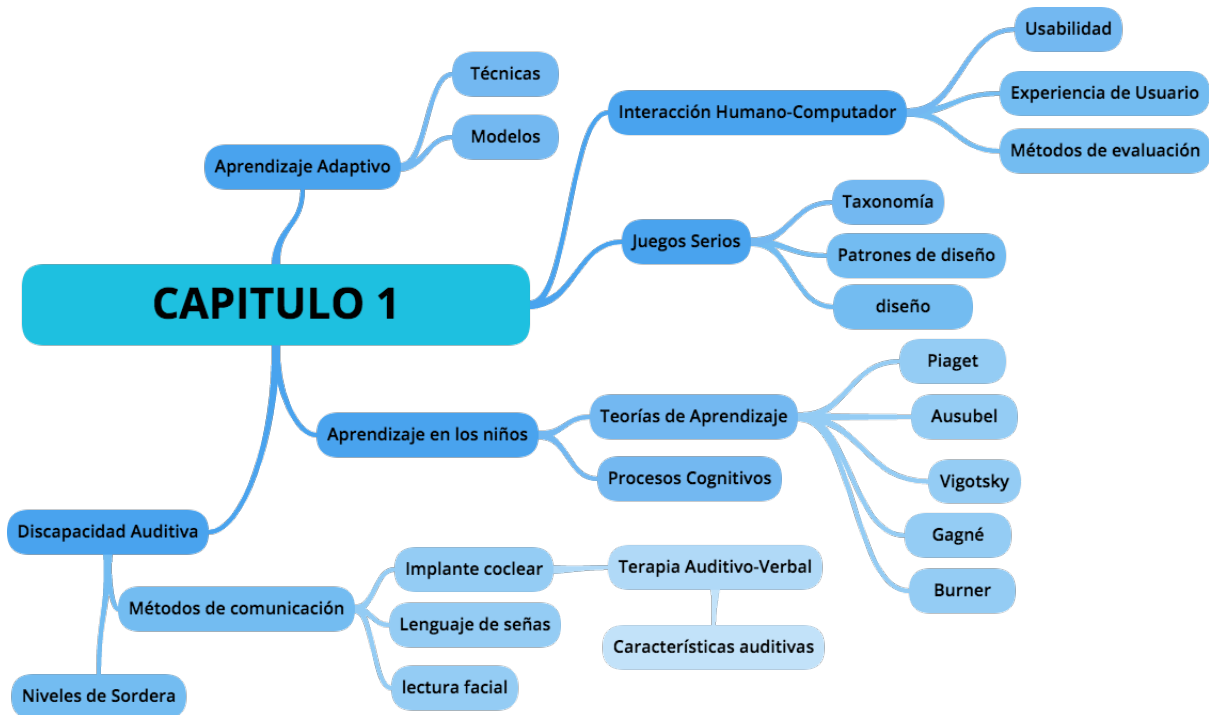 CAPITULO 1
Aprendizaje Adaptivo
Técnicas
Modelos
Interacción Humano-Computador
Usabilidad
Experiencia de Usuario
Métodos de evaluación
Juegos Serios
Taxonomía
Patrones de diseño
diseño
Aprendizaje en los niños
Teorías de Aprendizaje
Piaget
Ausubel
Vigotsky
Gagné
Burner
Procesos Cognitivos
Discapacidad Auditiva
Métodos de comunicación
Implante coclear
Terapia Auditivo-Verbal
Características auditivas
Lenguaje de señas
lectura facial
Niveles de Sordera